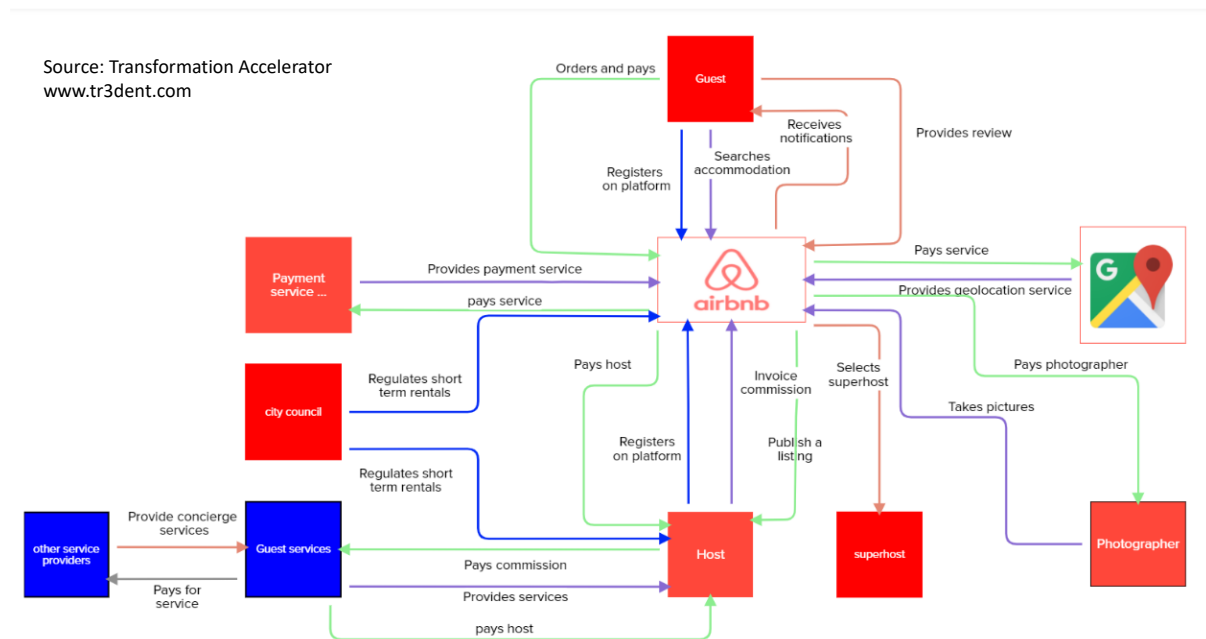 Source: Transformation Accelerator
www.tr3dent.com
Orders and pays
Guest
Receives
notifications
Provides review
Searches
accommodation
Registers
on platform
Payment
service ...
Provides payment service
pays service
airbnb
Pays service
Provides geolocation service
G
city council
Regulates short
term rentals
Pays host
Invoice
commission
Selects
superhost
Pays photographer
Takes pictures
Regulates short
term rentals
Registers
on platform
Publish a
listing
other service
providers
Provide concierge
services
Pays for
service
Guest services
Pays commission
Provides services
pays host
Host
superhost
Photographer